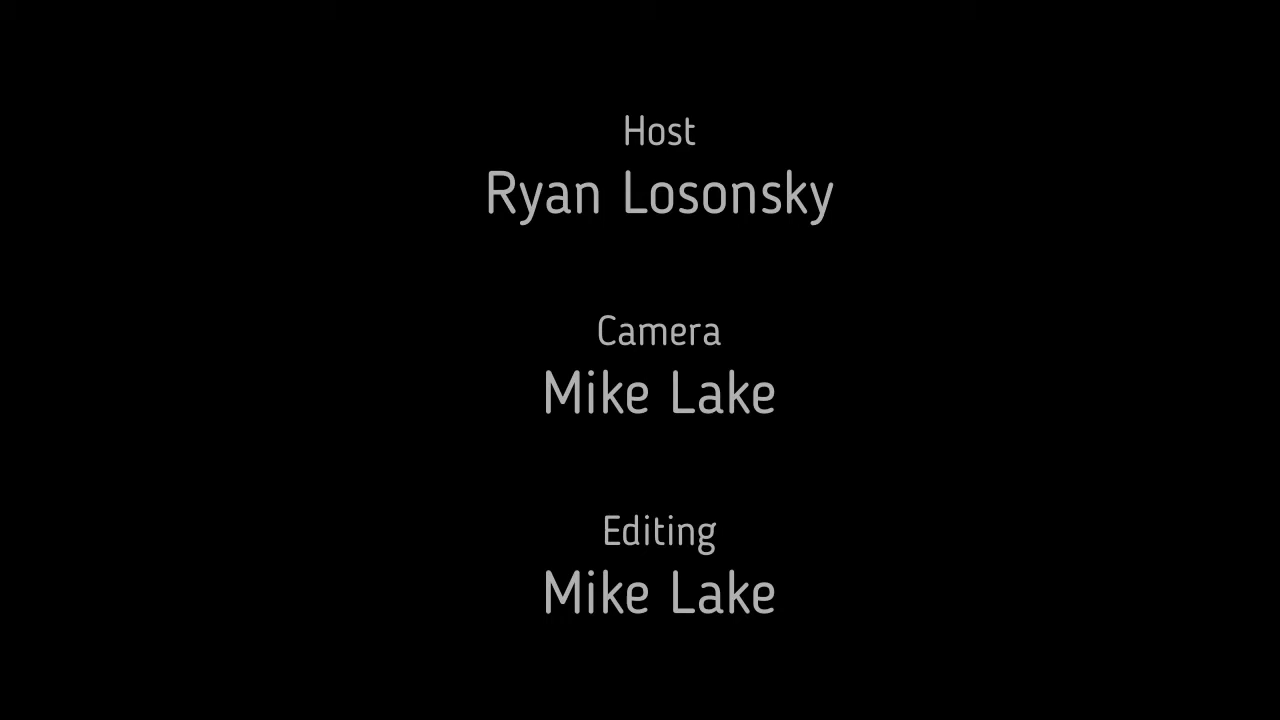 Host
Ryan Losonsky
Camera
Mike Lake
Editing
Mike Lake